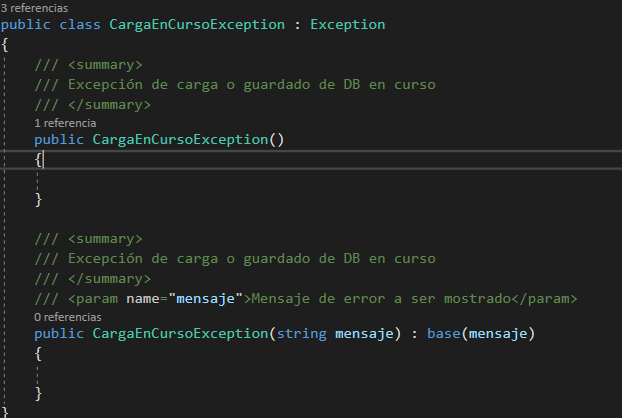 3 referencias
public class CargaEnCursoException : Exception
{
/// <summary>
/// Excepción de carga o guardado de DB en curso
/// </summary>
1 referencia
public CargaEnCursoException()
{
}
/// <summary>
/// Excepción de carga o guardado de DB en curso
/// </summary>
/// <param name="mensaje">Mensaje de error a ser mostrado</param>
0 referencias
public CargaEnCursoException(string mensaje) : base(mensaje)
{
}
}